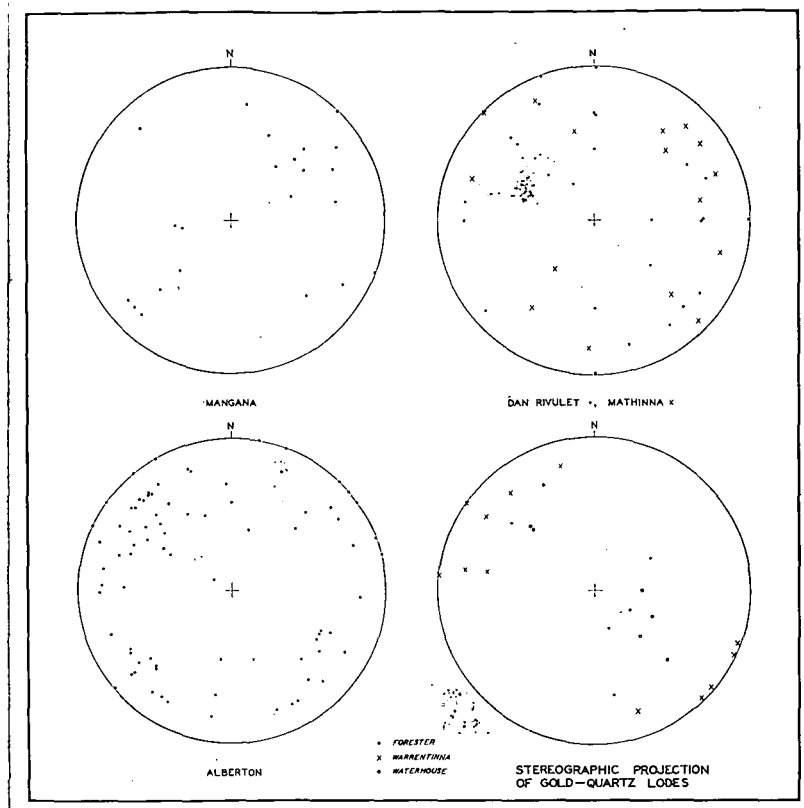 N
N
MANGANA
DAN RIVULET •, MATHINNA x
N
N
ALBERTON
• FORESTER
x WARRENTINNA
• WATERHOUSE
STEREOGRAPHIC PROJECTION
OF GOLD-QUARTZ LODES